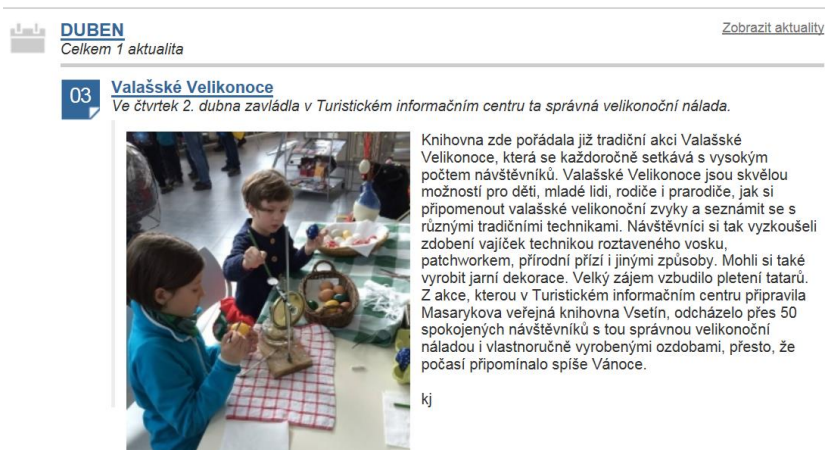 DUBEN
Zobrazit aktuality
Celkem 1 aktualita
03
Valašské Velikonoce
Ve čtvrtek 2. dubna zavládla v Turistickém informačním centru ta správná velikonoční nálada.
Knihovna zde pořádala již tradiční akci Valašské
Velikonoce, která se každoročně setkává s vysokým
počtem návštěvníků. Valašské Velikonoce jsou skvělou
možností pro děti, mladé lidi, rodiče i prarodiče, jak si
připomenout valašské velikonoční zvyky a seznámit se s
různými tradičními technikami. Návštěvníci si tak vyzkoušeli
zdobení vajíček technikou roztaveného vosku,
patchworkem, přírodní přízí i jinými způsoby. Mohli si také
vyrobit jarní dekorace. Velký zájem vzbudilo pletení tatarů.
Z akce, kterou v Turistickém informačním centru připravila
Masarykova veřejná knihovna Vsetín, odcházelo přes 50
spokojených návštěvníků s tou správnou velikonoční
náladou i vlastnoručně vyrobenými ozdobami, přesto, že
počasí připomínalo spíše Vánoce.
kj